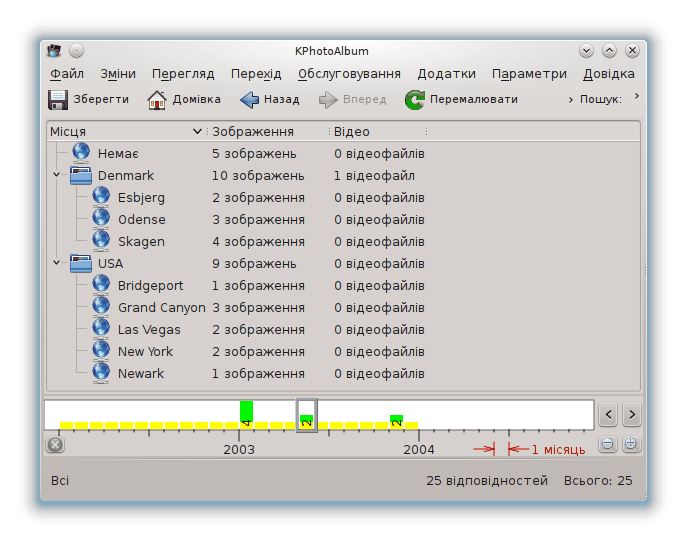 KPhotoAlbum
Файл Зміни Перегляд Перехід Обслуговування Додатки Параметри Довідка
Зберегти Домівка Назад Вперед Перемалювати › Пошук: ›
Місця Зображення Відео
Немає 5 зображень 0 відеофайлів
Denmark 10 зображень 1 відеофайл
Esbjerg 2 зображення 0 відеофайлів
Odense 3 зображення 0 відеофайлів
Skagen 4 зображення 0 відеофайлів
USA 9 зображень 0 відеофайлів
Bridgeport 1 зображення 0 відеофайлів
Grand Canyon 3 зображення 0 відеофайлів
Las Vegas 2 зображення 0 відеофайлів
New York 2 зображення 0 відеофайлів
Newark 1 зображення 0 відеофайлів
4 2 2
2003 2004 1 місяць
Всі 25 відповідностей Всього: 25